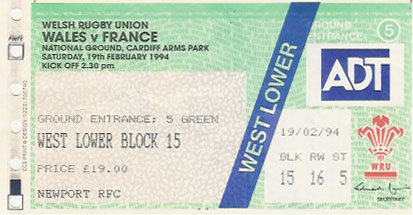 WELSH RUGBY UNION
WALES v FRANCE
NATIONAL GROUND, CARDIFF ARMS PARK
SATURDAY, 19th FEBRUARY 1994
KICK OFF 2.30 pm
GROUND
ENTRANCE:
5
ADT
WEST LOWER
GROUND ENTRANCE: 5 GREEN
WEST LOWER BLOCK 15
PRICE £19.00
NEWPORT RFC
19/02/94
BLK RW ST
15 16 5
WRU
SECRETARY